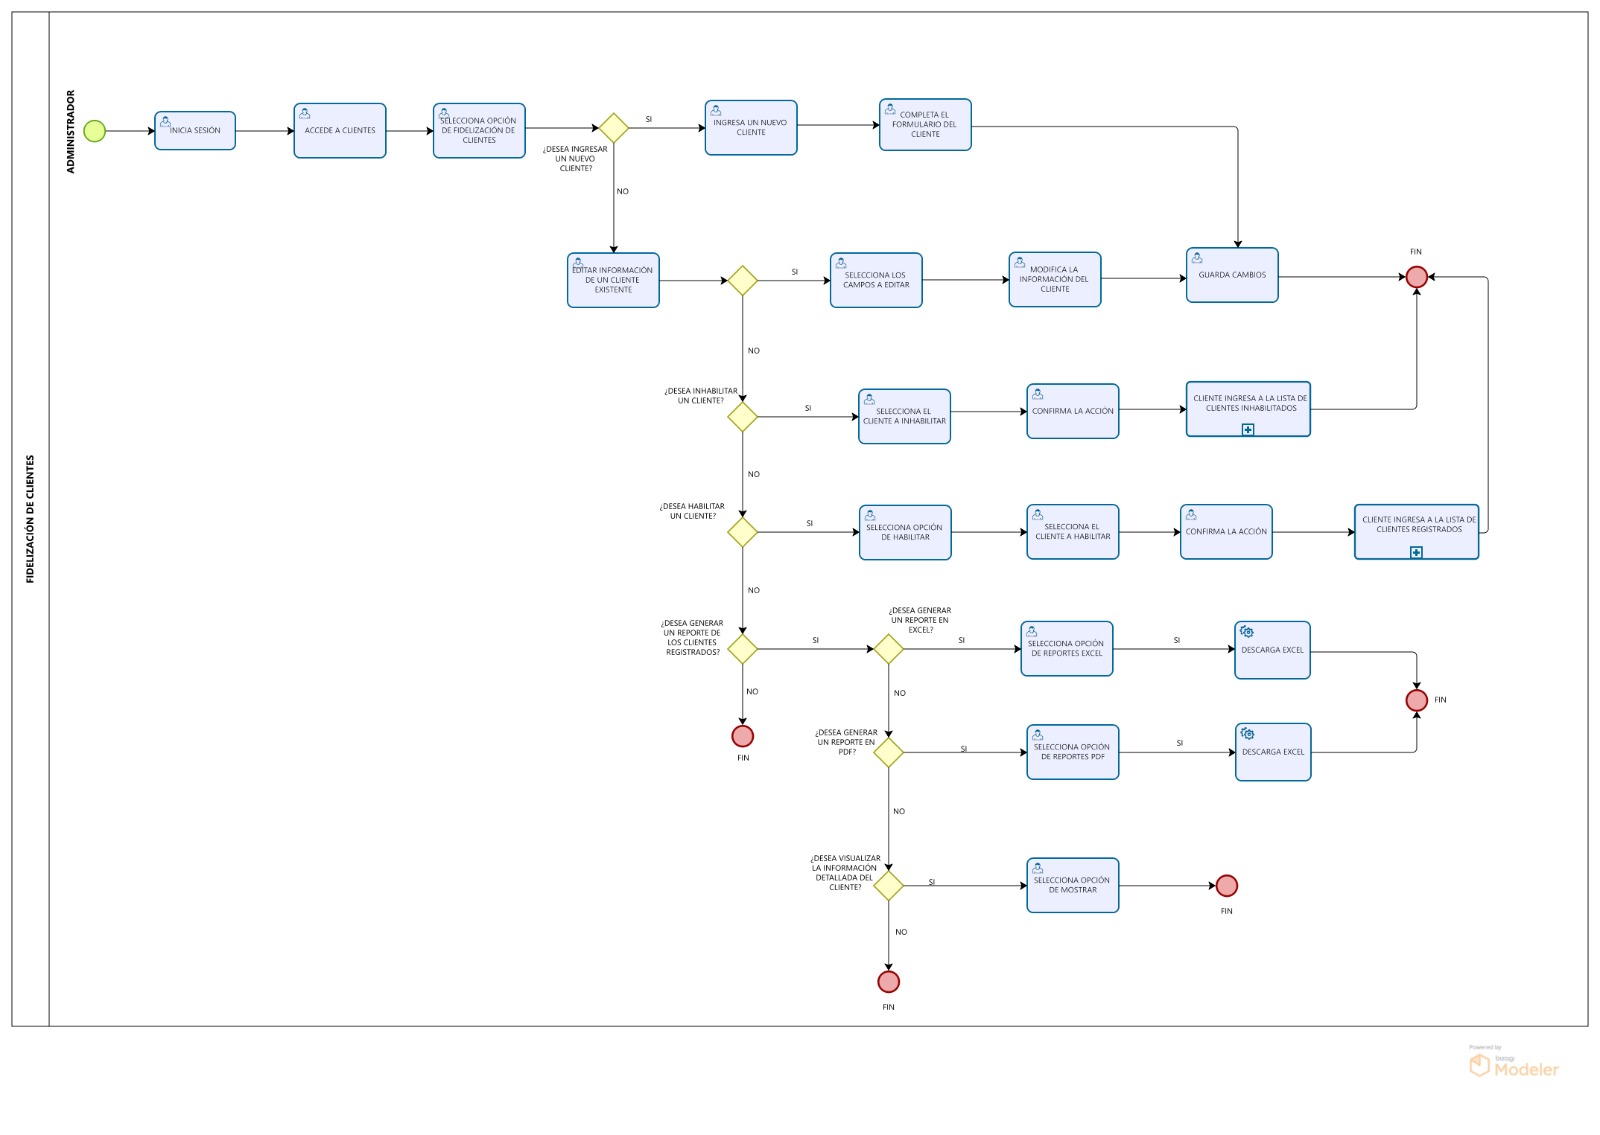 FIDELIZACIÓN DE CLIENTES
ADMINISTRADOR
INICIA SESIÓN
ACCEDE A CLIENTES
SELECCIONA OPCIÓN
DE FIDELIZACIÓN DE
CLIENTES
¿DESEA INGRESAR
UN NUEVO
CLIENTE?
SI
INGRESA UN NUEVO
CLIENTE
COMPLETA EL
FORMULARIO DEL
CLIENTE
NO
EDITAR INFORMACIÓN
DE UN CLIENTE
EXISTENTE
SI
SELECCIONA LOS
CAMPOS A EDITAR
MODIFICA LA
INFORMACIÓN DEL
CLIENTE
GUARDA CAMBIOS
FIN
NO
¿DESEA INHABILITAR
UN CLIENTE?
SI
SELECCIONA EL
CLIENTE A INHABILITAR
CONFIRMA LA ACCIÓN
CLIENTE INGRESA A LA LISTA DE
CLIENTES INHABILITADOS
NO
¿DESEA HABILITAR
UN CLIENTE?
SI
SELECCIONA OPCIÓN
DE HABILITAR
SELECCIONA EL
CLIENTE A HABILITAR
CONFIRMA LA ACCIÓN
CLIENTE INGRESA A LA LISTA DE
CLIENTES REGISTRADOS
NO
¿DESEA GENERAR
UN REPORTE DE
LOS CLIENTES
REGISTRADOS?
SI
¿DESEA GENERAR
UN REPORTE EN
EXCEL?
SI
SELECCIONA OPCIÓN
DE REPORTES EXCEL
SI
DESCARGA EXCEL
NO
FIN
NO
FIN
¿DESEA GENERAR
UN REPORTE EN
PDF?
SI
SELECCIONA OPCIÓN
DE REPORTES PDF
SI
DESCARGA EXCEL
NO
¿DESEA VISUALIZAR
LA INFORMACIÓN
DETALLADA DEL
CLIENTE?
SI
SELECCIONA OPCIÓN
DE MOSTRAR
FIN
NO
FIN
Powered by
bizagi
Modeler